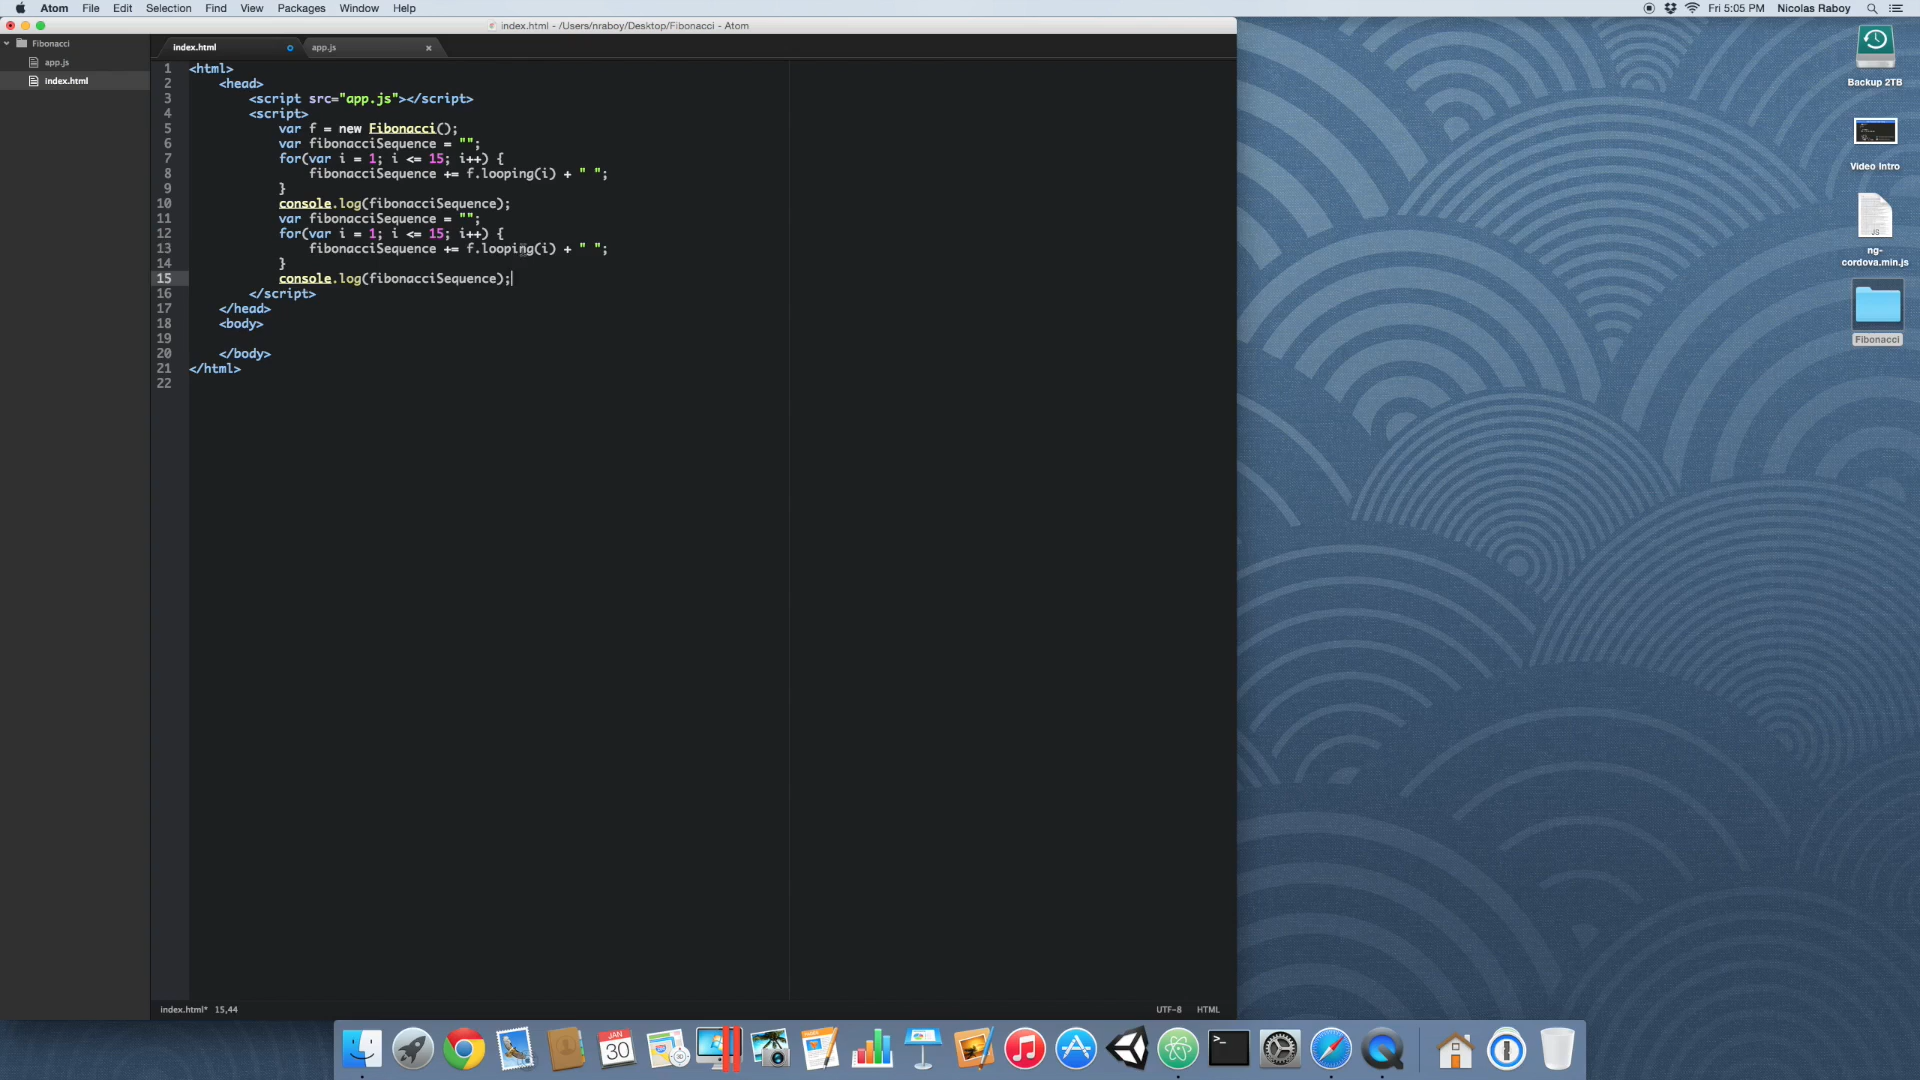 Atom File Edit Selection Find View Packages Window Help Fri 5:05 PM Nicolas Raboy
index.html - /Users/nraboy/Desktop/Fibonacci - Atom
Fibonacci
app.js
index.html
index.html app.js
1 <html>
2 <head>
3 <script src="app.js"></script>
4 <script>
5 var f = new Fibonacci();
6 var fibonacciSequence = "";
7 for(var i = 1; i <= 15; i++) {
8 fibonacciSequence += f.looping(i) + " ";
9 }
10 console.log(fibonacciSequence);
11 var fibonacciSequence = "";
12 for(var i = 1; i <= 15; i++) {
13 fibonacciSequence += f.looping(i) + " ";
14 }
15 console.log(fibonacciSequence);
16 </script>
17 </head>
18 <body>
19
20 </body>
21 </html>
22
index.html* 15,44 UTF-8 HTML
Backup 2TB
Video Intro
JS
ng-
cordova.min.js
Fibonacci
JAN
30